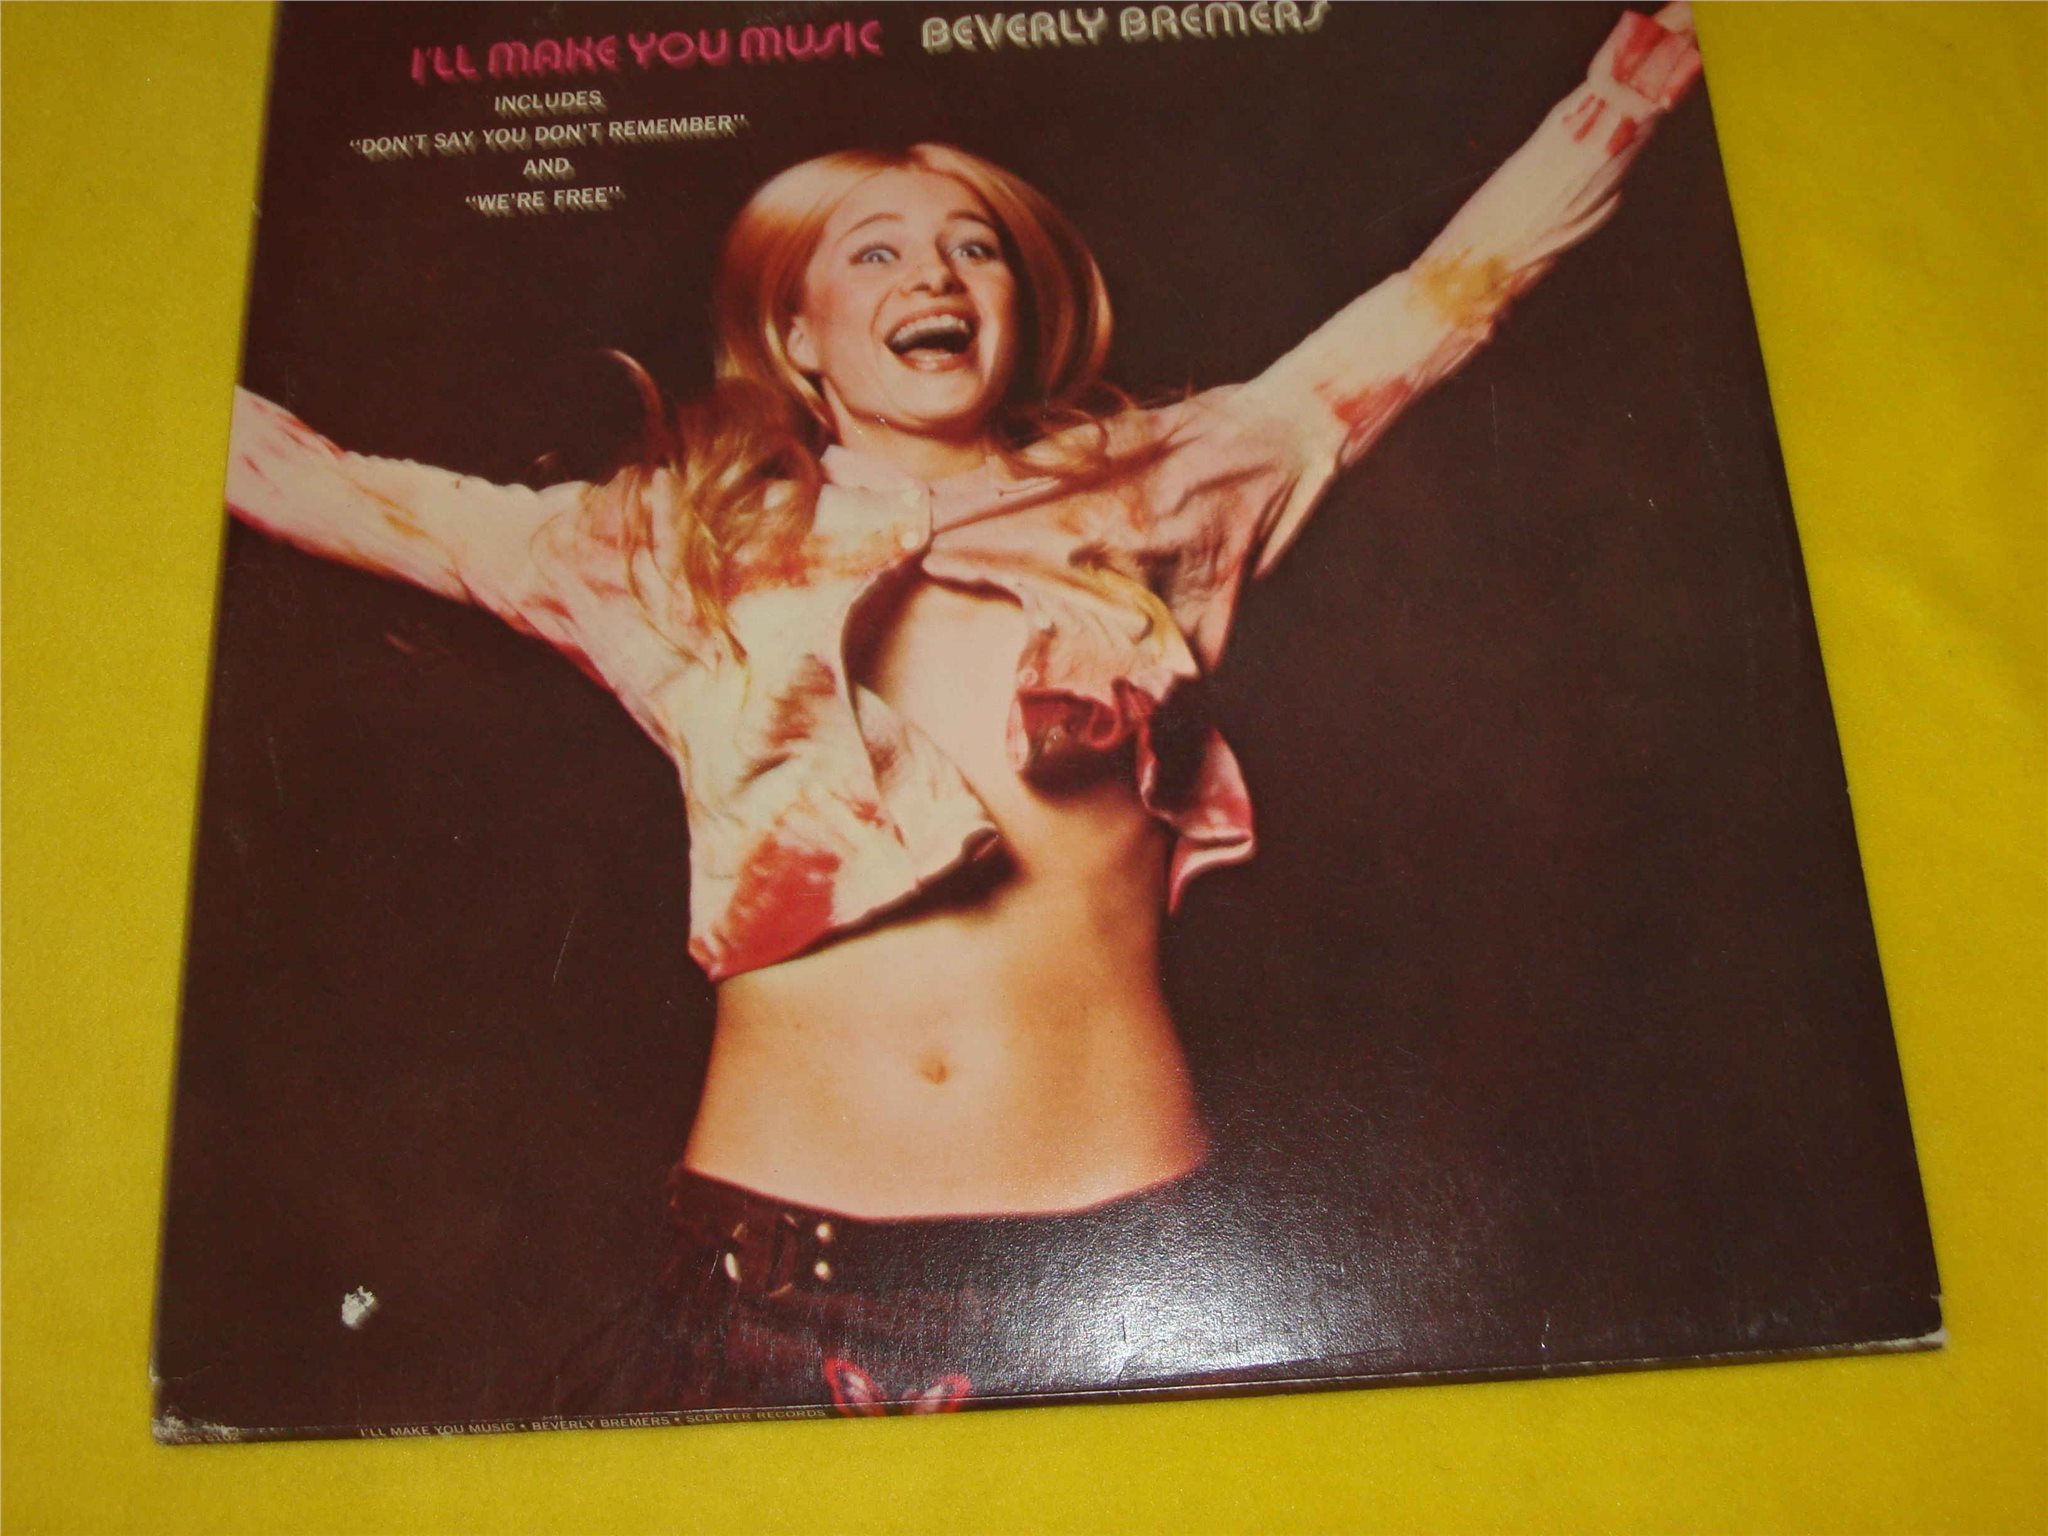 I'LL MAKE YOU MUSIC BEVERLY BREMERS
INCLUDES
"DON'T SAY YOU DON'T REMEMBER"
AND
"WE'RE FREE"
I'LL MAKE YOU MUSIC • BEVERLY BREMERS • SCEPTER RECORDS